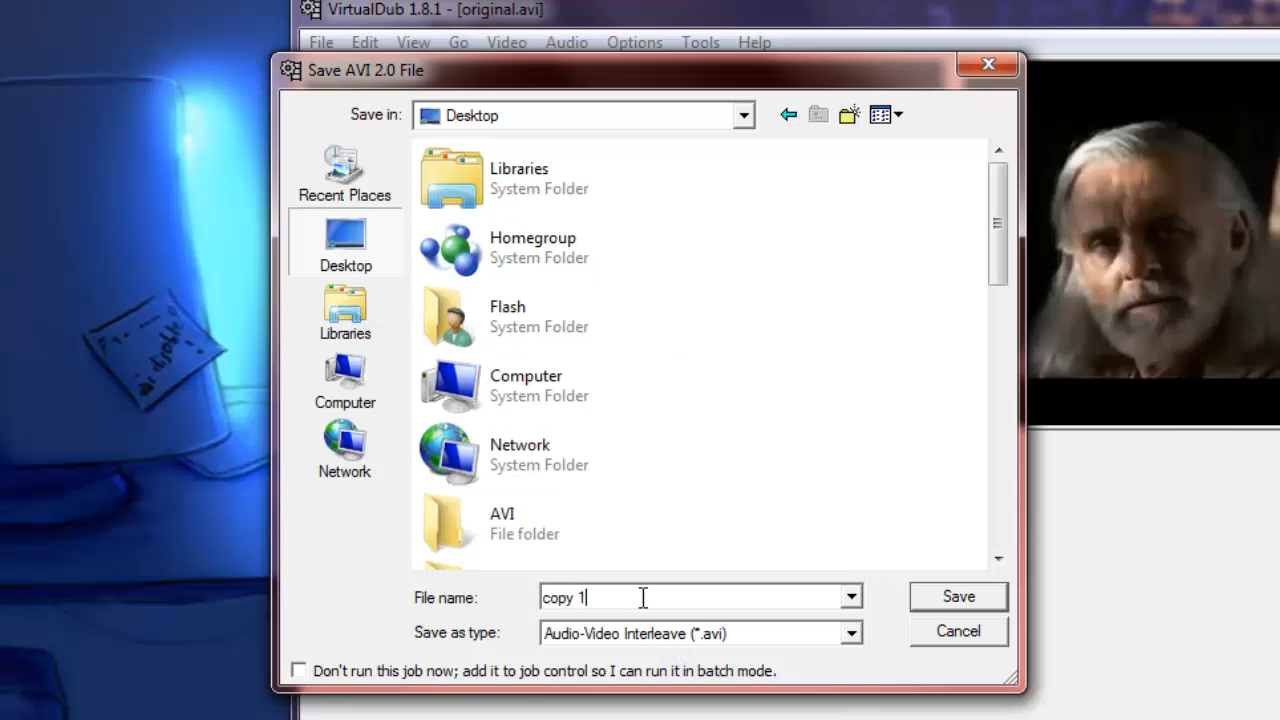 VirtualDub 1.8.1 - [original.avi]
File Edit View Go Video Audio Options Tools Help
Save AVI 2.0 File
Save in: Desktop
Recent Places
Desktop
Libraries
Computer
Network
Libraries
System Folder
Homegroup
System Folder
Flash
System Folder
Computer
System Folder
Network
System Folder
AVI
File folder
File name: copy 1 Save
Save as type: Audio-Video Interleave (*.avi) Cancel
Don't run this job now; add it to job control so I can run it in batch mode.